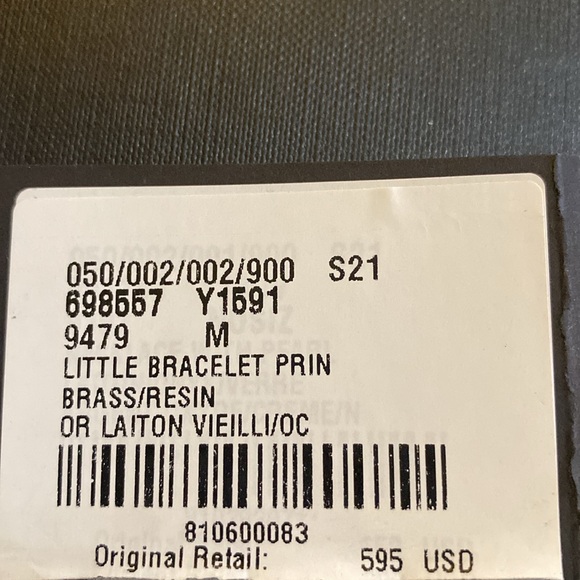 050/002/002/900 S21
698557 Y1591
9479 M
LITTLE BRACELET PRIN
BRASS/RESIN
OR LAITON VIEILLI/OC
810600083
Original Retail: 595 USD